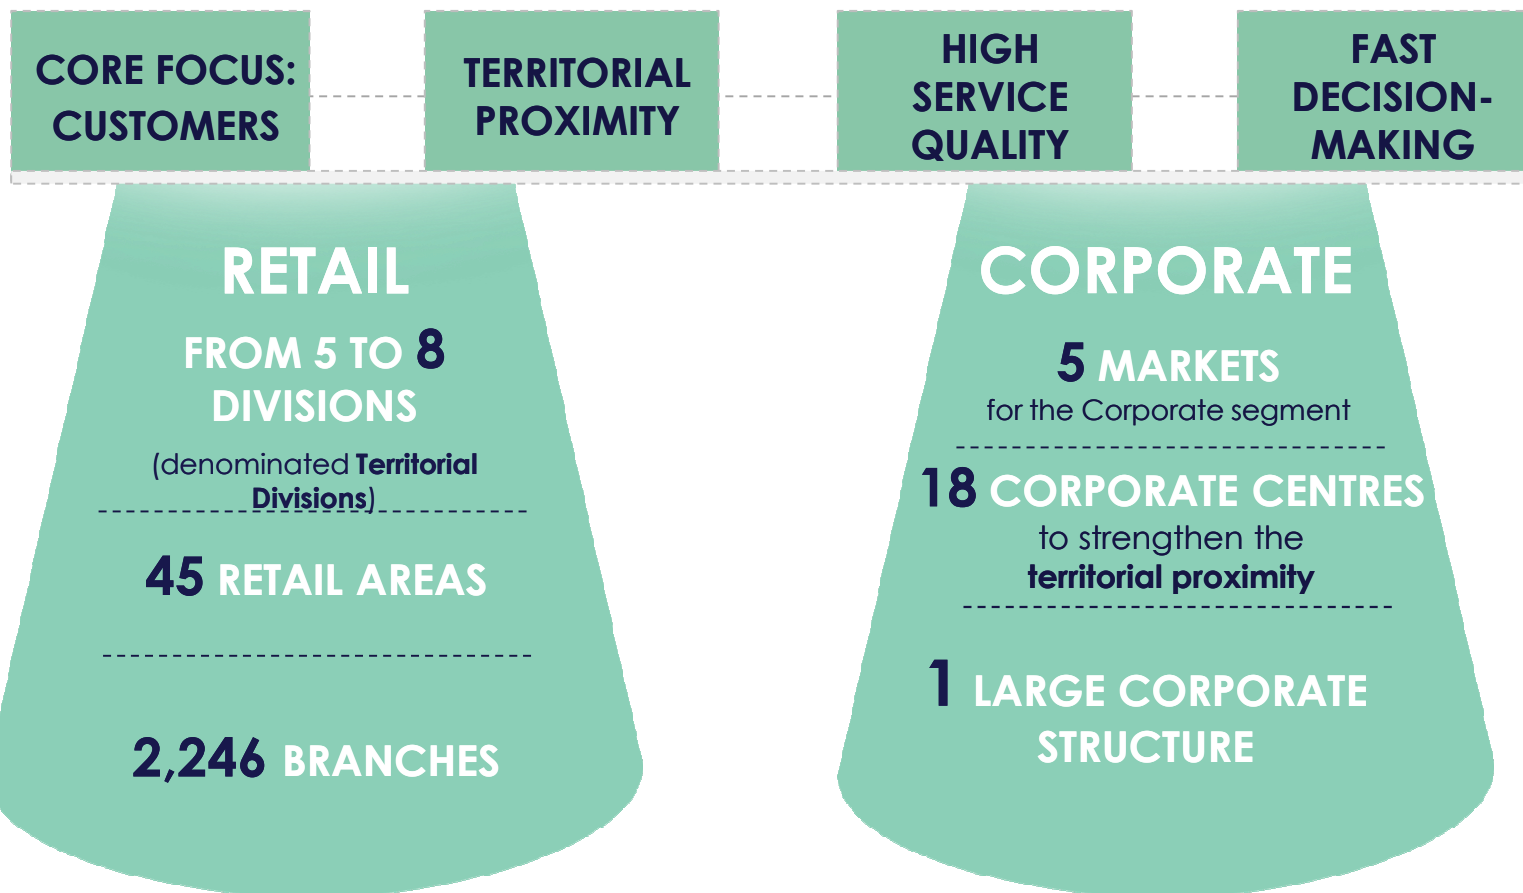 CORE FOCUS:
CUSTOMERS
TERRITORIAL
PROXIMITY
HIGH
SERVICE
QUALITY
FAST
DECISION-
MAKING
RETAIL
FROM 5 TO 8
DIVISIONS
(denominated Territorial
Divisions)
45 RETAIL AREAS
2,246 BRANCHES
CORPORATE
5 MARKETS
for the Corporate segment
18 CORPORATE CENTRES
to strengthen the
territorial proximity
1 LARGE CORPORATE
STRUCTURE